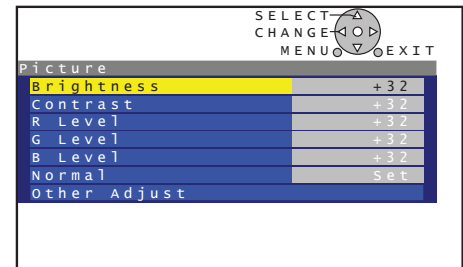 SELECT
CHANGE
MENU EXIT
Picture
Brightness +32
Contrast +32
R Level +32
G Level +32
B Level +32
Normal Set
Other Adjust